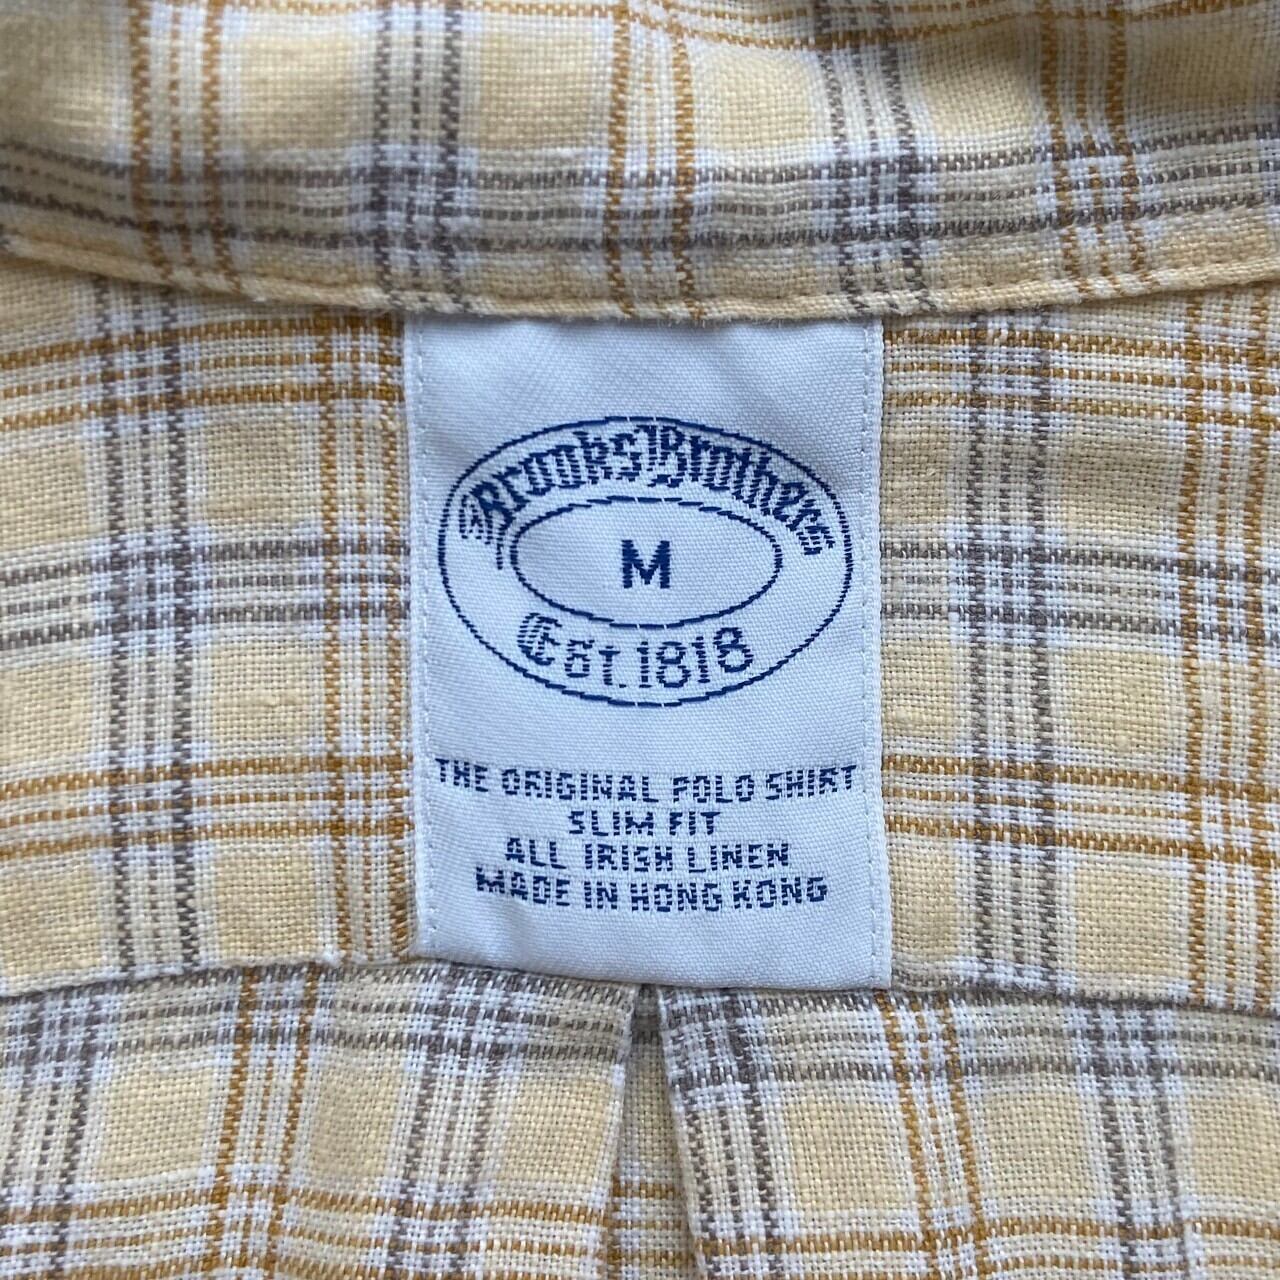 Brooks Brothers
M
Est. 1818
THE ORIGINAL POLO SHIRT
SLIM FIT
ALL IRISH LINEN
MADE IN HONG KONG